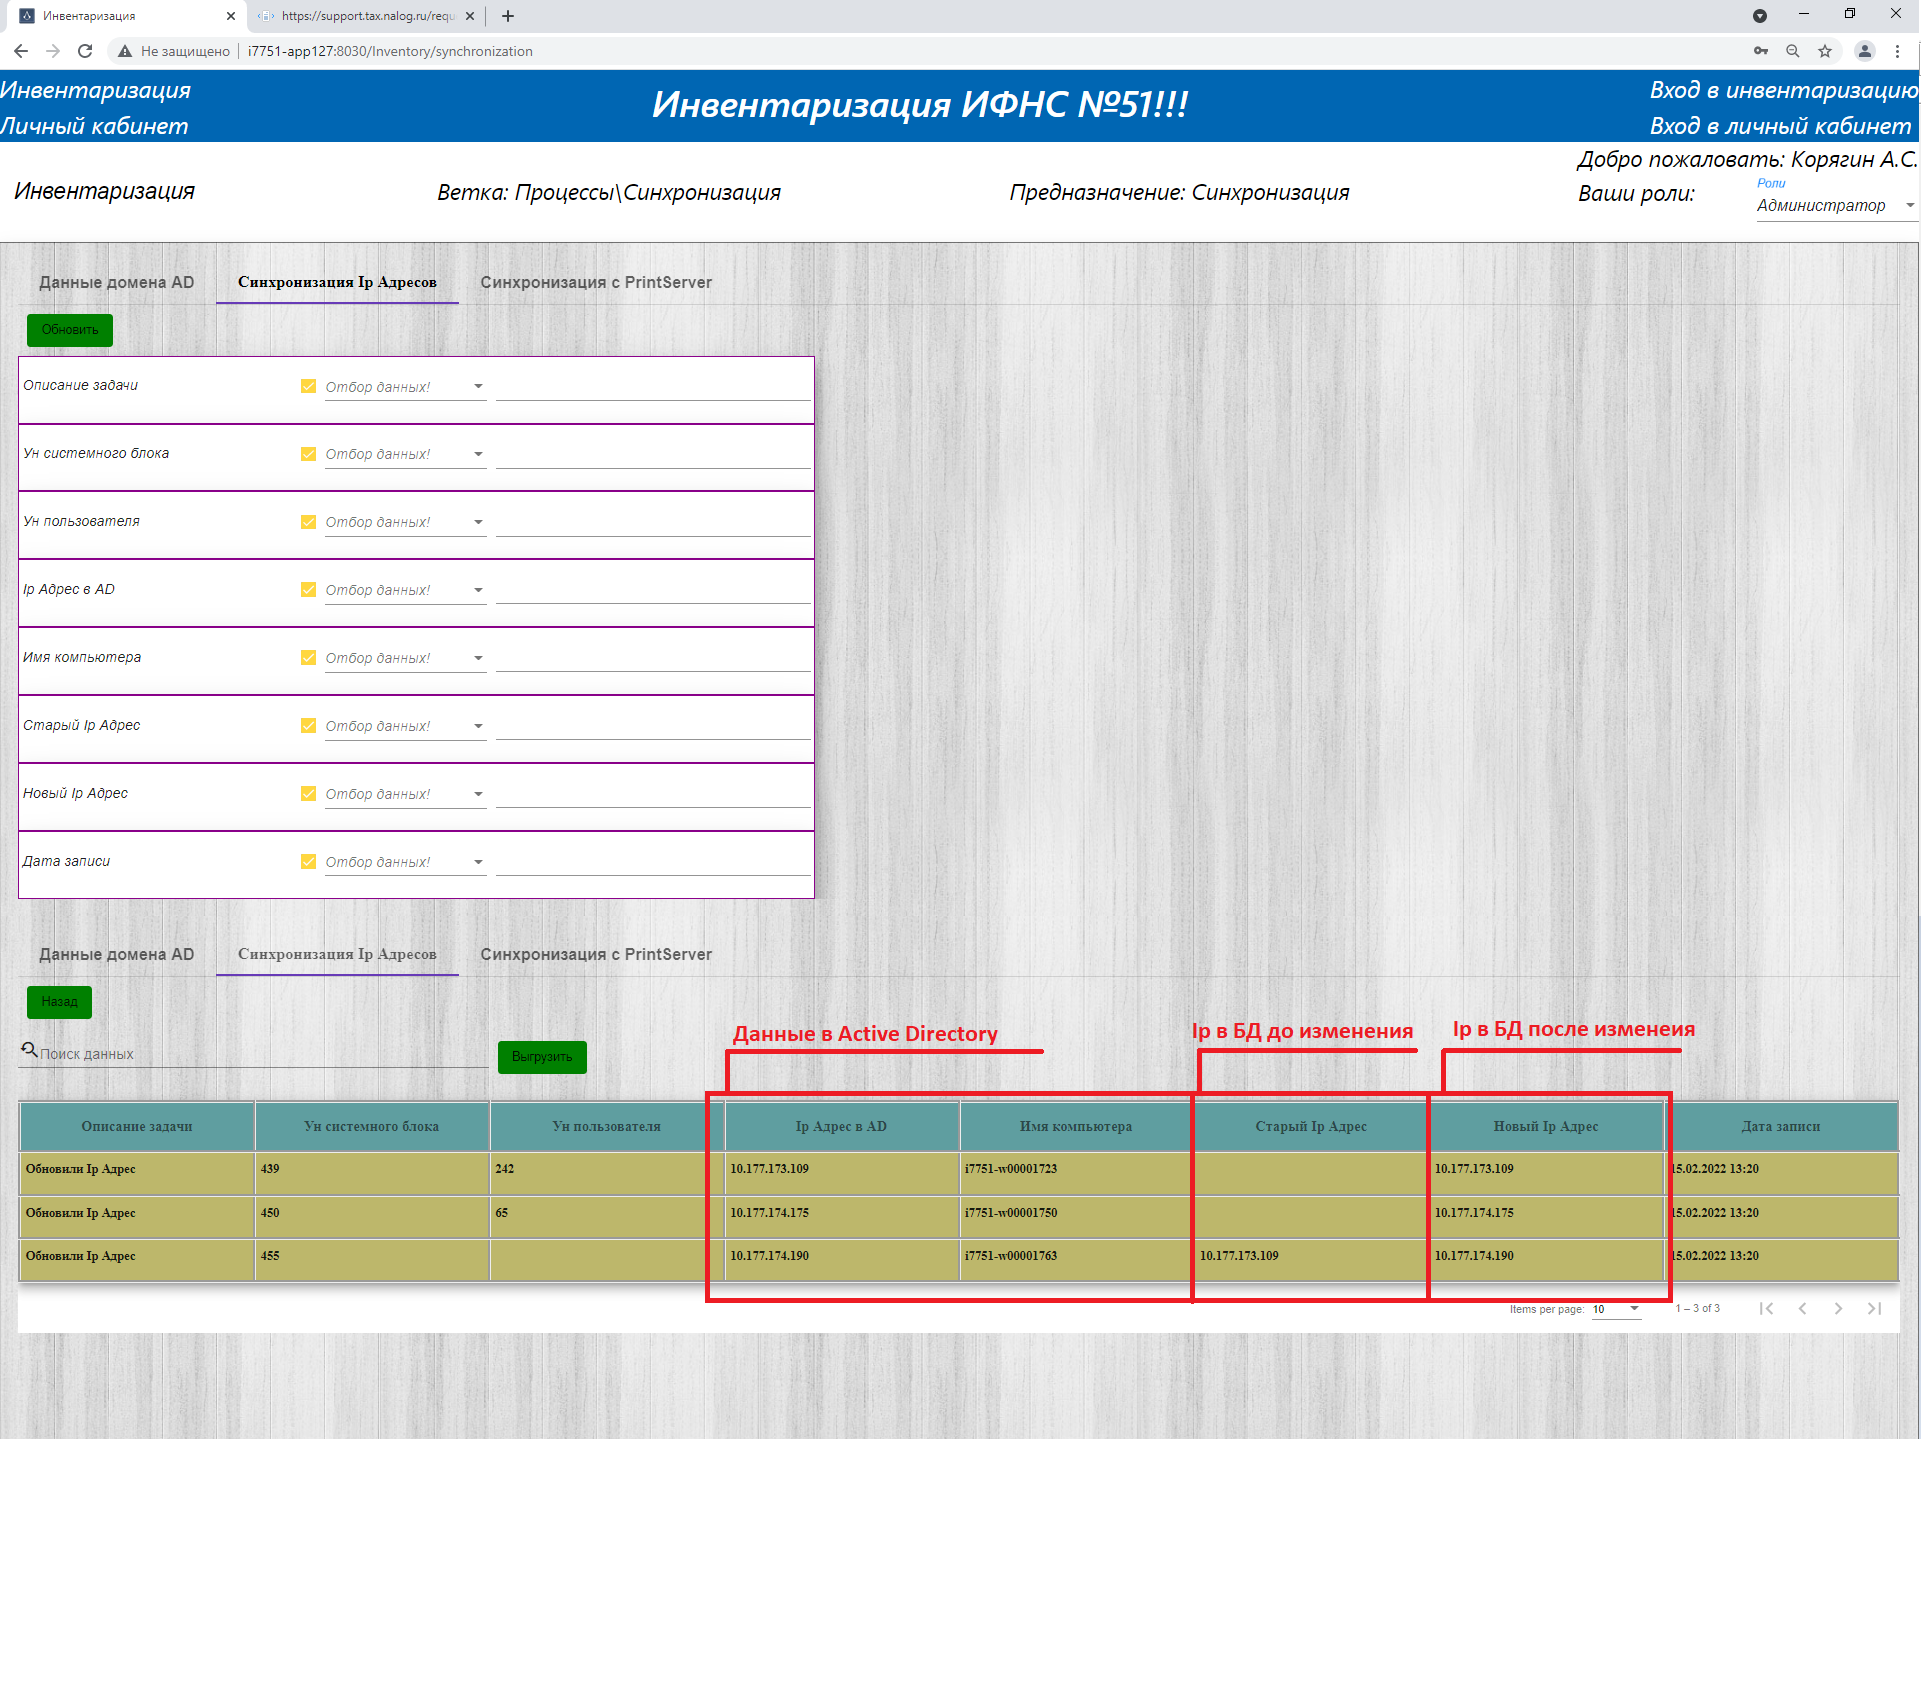 Инвентаризация
https://support.tax.nalog.ru/requ
Не защищено
i7751-app127:8030/Inventory/synchronization
Инвентаризация
Личный кабинет
Инвентаризация ИФНС №51!!!
Вход в инвентаризацию
Вход в личный кабинет
Добро пожаловать: Корягин А.С.
Инвентаризация
Ветка: Процессы\Синхронизация
Предназначение: Синхронизация
Ваши роли:
Роли
Администратор
Данные домена AD
Синхронизация Ip Адресов
Синхронизация с PrintServer
Обновить
Описание задачи
Отбор данных!
Ун системного блока
Отбор данных!
Ун пользователя
Отбор данных!
Ip Адрес в AD
Отбор данных!
Имя компьютера
Отбор данных!
Старый Ip Адрес
Отбор данных!
Новый Ip Адрес
Отбор данных!
Дата записи
Отбор данных!
Данные домена AD
Синхронизация Ip Адресов
Синхронизация с PrintServer
Назад
Данные в Active Directory
Ip в БД до изменения
Ip в БД после изменеия
Поиск данных
Выгрузить
Описание задачи
Ун системного блока
Ун пользователя
Ip Адрес в AD
Имя компьютера
Старый Ip Адрес
Новый Ip Адрес
Дата записи
Обновили Ip Адрес
439
242
10.177.173.109
i7751-w00001723
10.177.173.109
15.02.2022 13:20
Обновили Ip Адрес
450
65
10.177.174.175
i7751-w00001750
10.177.174.175
15.02.2022 13:20
Обновили Ip Адрес
455
10.177.174.190
i7751-w00001763
10.177.173.109
10.177.174.190
15.02.2022 13:20
Items per page:
10
1 – 3 of 3